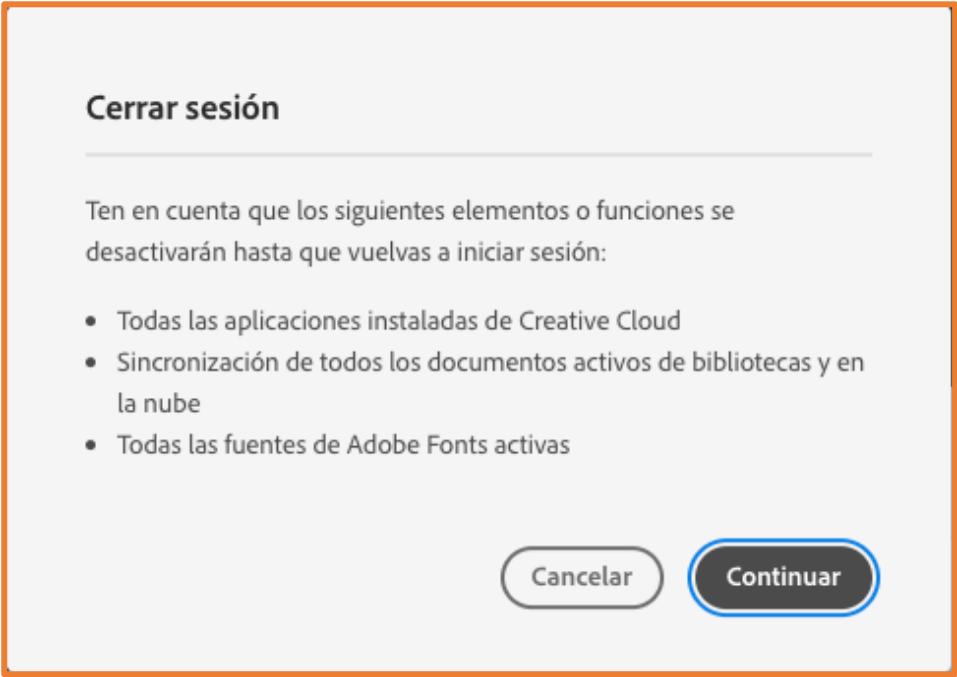 Cerrar sesión
Ten en cuenta que los siguientes elementos o funciones se
desactivarán hasta que vuelvas a iniciar sesión:
• Todas las aplicaciones instaladas de Creative Cloud
• Sincronización de todos los documentos activos de bibliotecas y en
la nube
• Todas las fuentes de Adobe Fonts activas
Cancelar Continuar